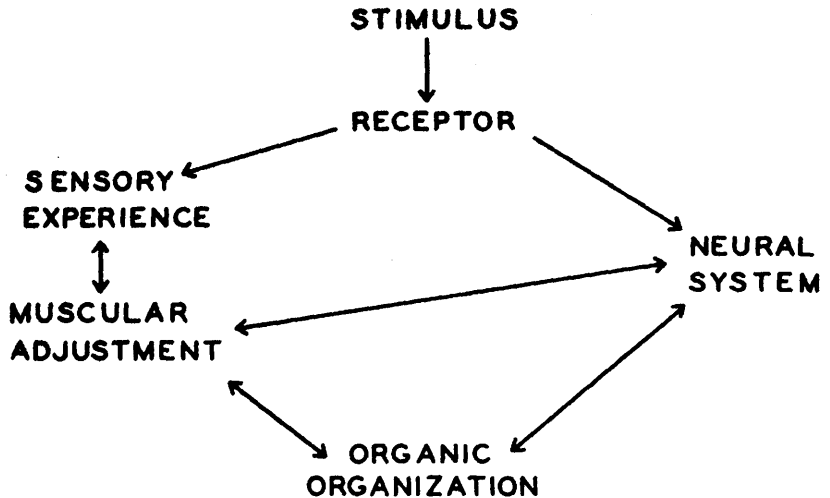 STIMULUS
RECEPTOR
SENSORY
EXPERIENCE
NEURAL
SYSTEM
MUSCULAR
ADJUSTMENT
ORGANIC
ORGANIZATION